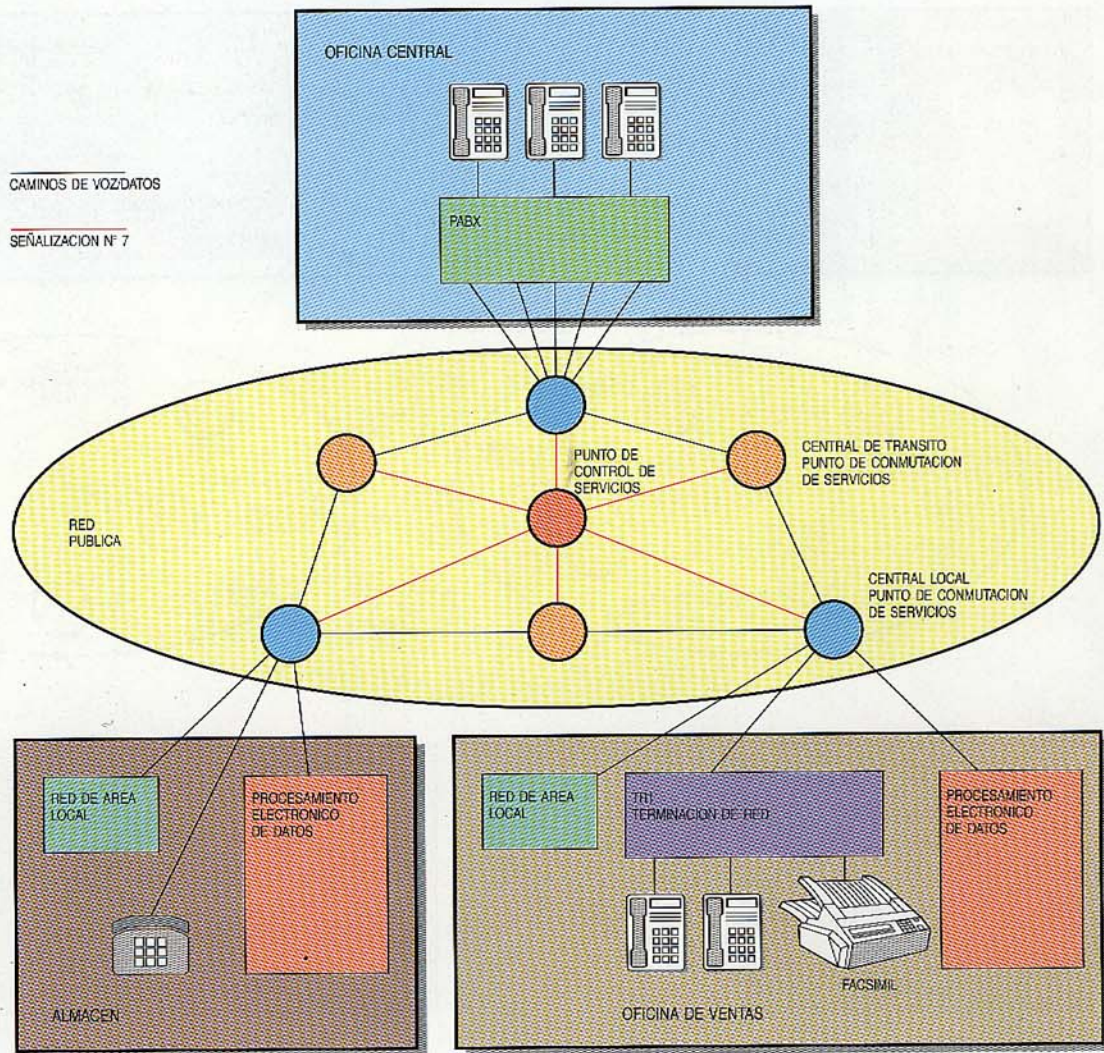 OFICINA CENTRAL
CAMINOS DE VOZ/DATOS
SEÑALIZACION N° 7
PABX
PUNTO DE
CONTROL DE
SERVICIOS
CENTRAL DE TRANSITO
PUNTO DE CONMUTACION
DE SERVICIOS
RED
PUBLICA
CENTRAL LOCAL
PUNTO DE CONMUTACION
DE SERVICIOS
RED DE AREA
LOCAL
PROCESAMIENTO
ELECTRONICO
DE DATOS
ALMACEN
RED DE AREA
LOCAL
TR1
TERMINACION DE RED
PROCESAMIENTO
ELECTRONICO
DE DATOS
FACSIMIL
OFICINA DE VENTAS